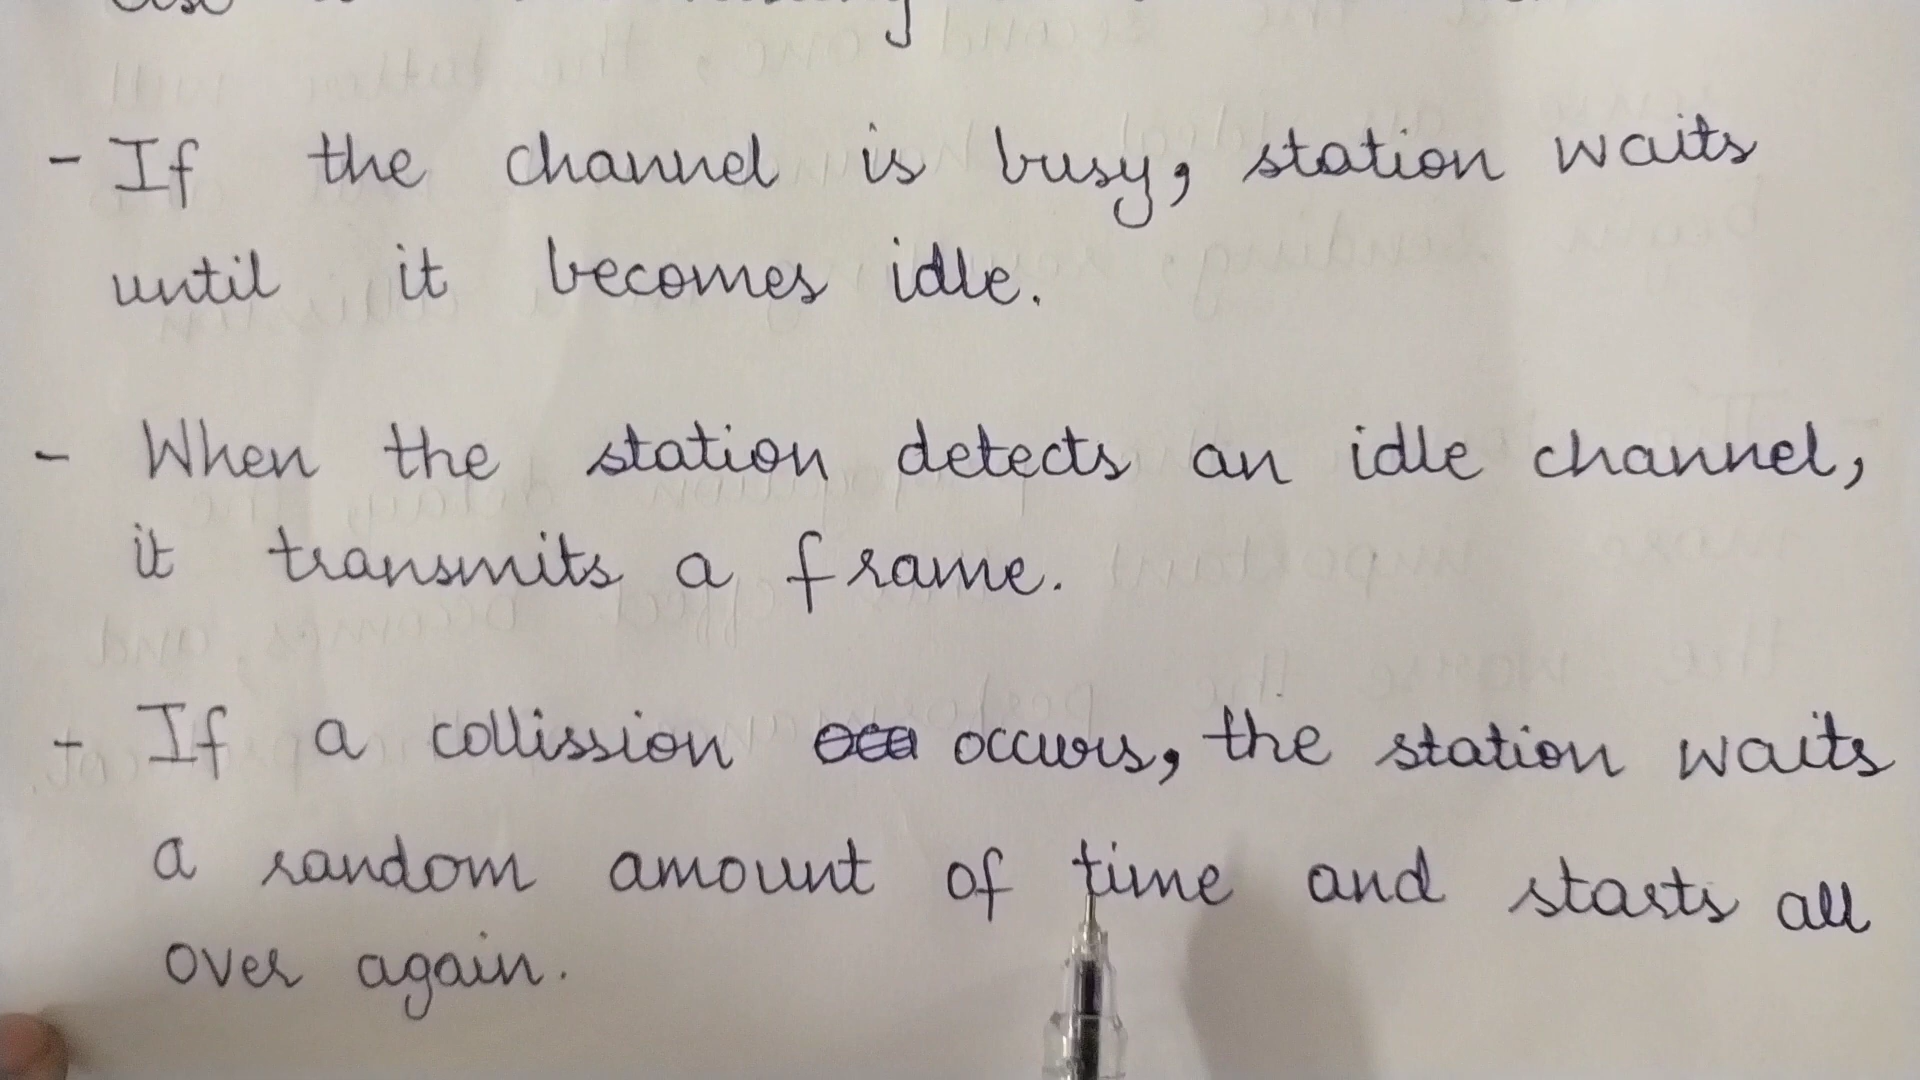 - If the channel is busy, station waits
until it becomes idle.
- When the station detects an idle channel,
it transmits a frame.
- If a collission occurs, the station waits
a random amount of time and starts all
over again.